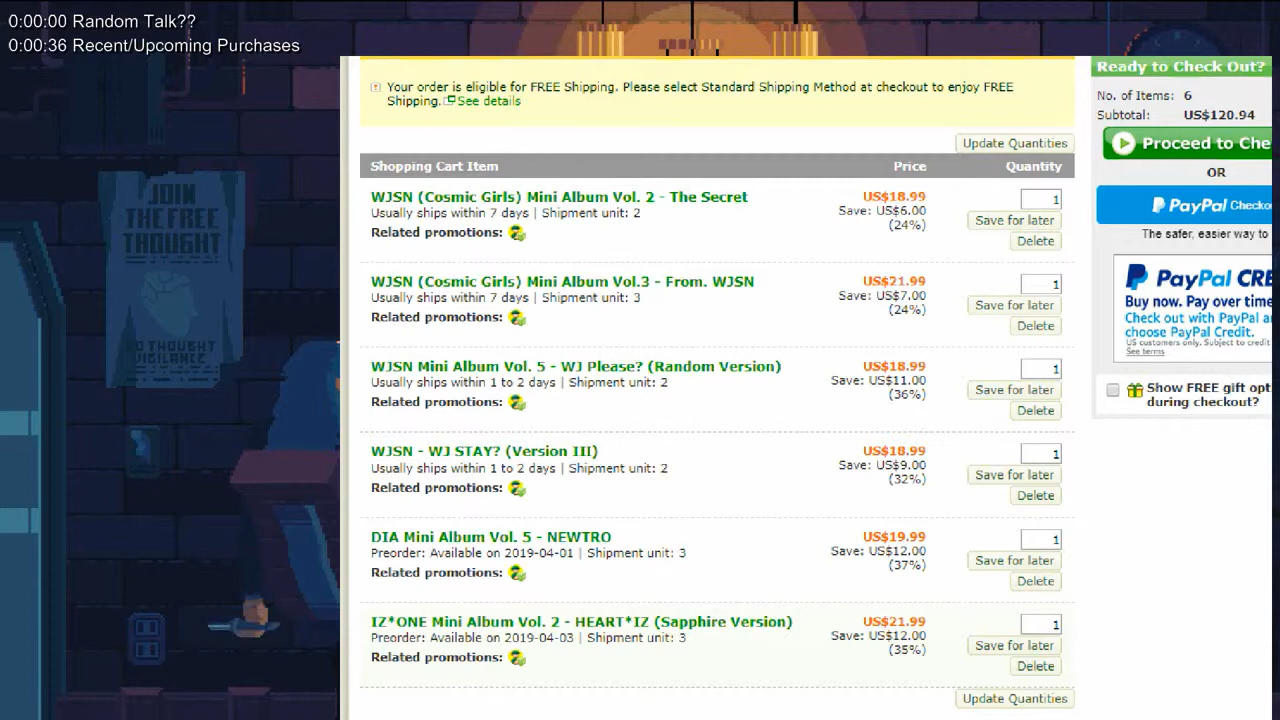 0:00:00 Random Talk??
0:00:36 Recent/Upcoming Purchases
JOIN
THE FREE
THOUGHT
NO THOUGHT
VIGILANCE
Your order is eligible for FREE Shipping. Please select Standard Shipping Method at checkout to enjoy FREE
Shipping. See details
Update Quantities
Shopping Cart Item Price Quantity
WJSN (Cosmic Girls) Mini Album Vol. 2 - The Secret US$18.99 1
Usually ships within 7 days | Shipment unit: 2 Save: US$6.00 Save for later
Related promotions: (24%) Delete
WJSN (Cosmic Girls) Mini Album Vol.3 - From. WJSN US$21.99 1
Usually ships within 7 days | Shipment unit: 3 Save: US$7.00 Save for later
Related promotions: (24%) Delete
WJSN Mini Album Vol. 5 - WJ Please? (Random Version) US$18.99 1
Usually ships within 1 to 2 days | Shipment unit: 2 Save: US$11.00 Save for later
Related promotions: (36%) Delete
WJSN - WJ STAY? (Version III) US$18.99 1
Usually ships within 1 to 2 days | Shipment unit: 2 Save: US$9.00 Save for later
Related promotions: (32%) Delete
DIA Mini Album Vol. 5 - NEWTRO US$19.99 1
Preorder: Available on 2019-04-01 | Shipment unit: 3 Save: US$12.00 Save for later
Related promotions: (37%) Delete
IZ*ONE Mini Album Vol. 2 - HEART*IZ (Sapphire Version) US$21.99 1
Preorder: Available on 2019-04-03 | Shipment unit: 3 Save: US$12.00 Save for later
Related promotions: (35%) Delete
Update Quantities
Ready to Check Out?
No. of Items: 6
Subtotal: US$120.94
Proceed to Che
OR
PayPal Checko
The safer, easier way to
PayPal CRE
Buy now. Pay over time
Check out with PayPal a
choose PayPal Credit.
US customers only. Subject to credit
See terms
Show FREE gift opt
during checkout?